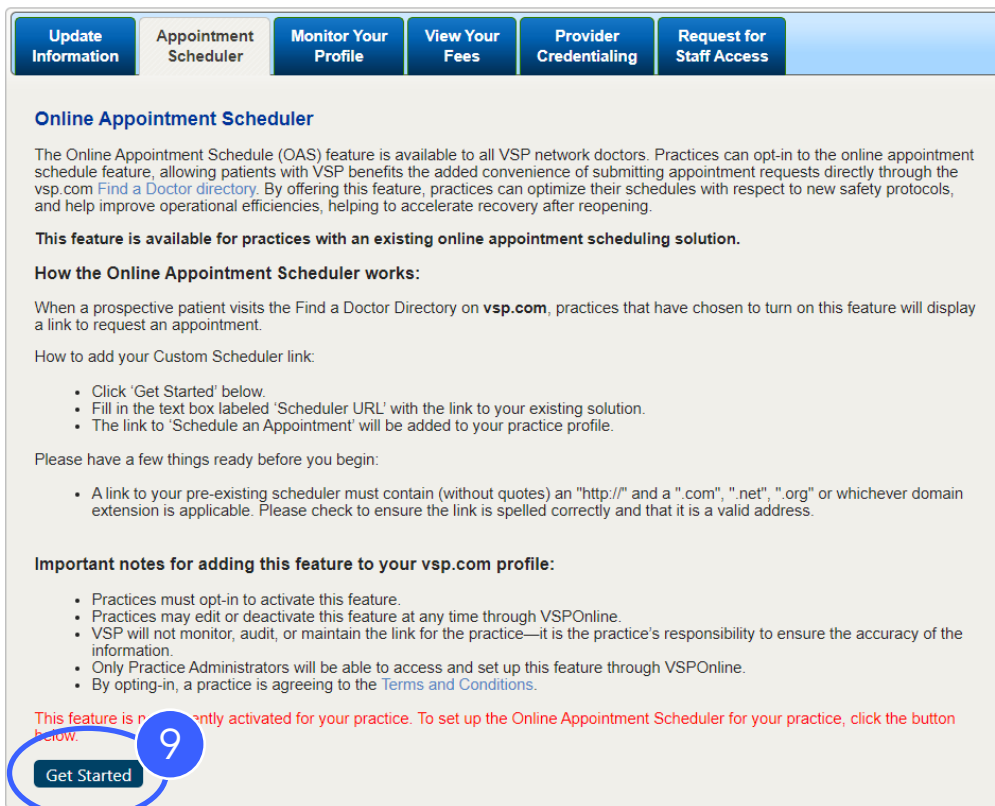 Update Information
Appointment Scheduler
Monitor Your Profile
View Your Fees
Provider Credentialing
Request for Staff Access
Online Appointment Scheduler
The Online Appointment Schedule (OAS) feature is available to all VSP network doctors. Practices can opt-in to the online appointment
schedule feature, allowing patients with VSP benefits the added convenience of submitting appointment requests directly through the
vsp.com Find a Doctor directory. By offering this feature, practices can optimize their schedules with respect to new safety protocols,
and help improve operational efficiencies, helping to accelerate recovery after reopening.
This feature is available for practices with an existing online appointment scheduling solution.
How the Online Appointment Scheduler works:
When a prospective patient visits the Find a Doctor Directory on vsp.com, practices that have chosen to turn on this feature will display
a link to request an appointment.
How to add your Custom Scheduler link:
• Click ‘Get Started’ below.
• Fill in the text box labeled ‘Scheduler URL’ with the link to your existing solution.
• The link to ‘Schedule an Appointment’ will be added to your practice profile.
Please have a few things ready before you begin:
• A link to your pre-existing scheduler must contain (without quotes) an "http://" and a ".com", ".net", ".org" or whichever domain
extension is applicable. Please check to ensure the link is spelled correctly and that it is a valid address.
Important notes for adding this feature to your vsp.com profile:
• Practices must opt-in to activate this feature.
• Practices may edit or deactivate this feature at any time through VSPOnline.
• VSP will not monitor, audit, or maintain the link for the practice—it is the practice’s responsibility to ensure the accuracy of the
information.
• Only Practice Administrators will be able to access and set up this feature through VSPOnline.
• By opting-in, a practice is agreeing to the Terms and Conditions.
This feature is activated for your practice. To set up the Online Appointment Scheduler for your practice, click the button
below.
9
Get Started